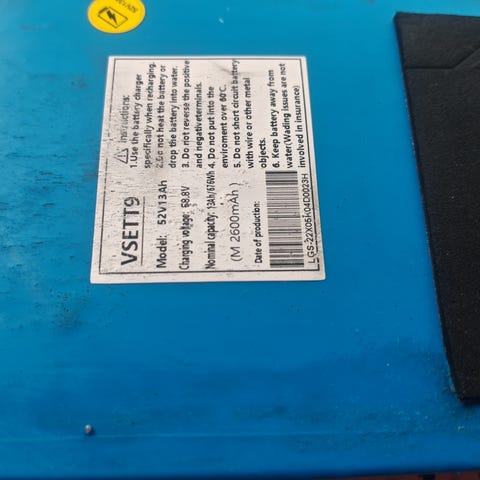 VSETT9
Model: 52V13Ah
Charging voltage: 58.8V
Nominal capacity: 13Ah/676Wh
(M 2600mAh)
Date of production:
LGS-22X05A04D0023H
Instructions:
1.Use the battery charger
specifically when recharging.
2.Do not heat the battery or
drop the battery into water.
3. Do not reverse the positive
and negativeterminals.
4. Do not put into the
enviroment over 60℃.
5. Do not short circuit battery
with wire or other metal
objects.
6. Keep battery away from
water(Wading issues are not
involved in insurance)